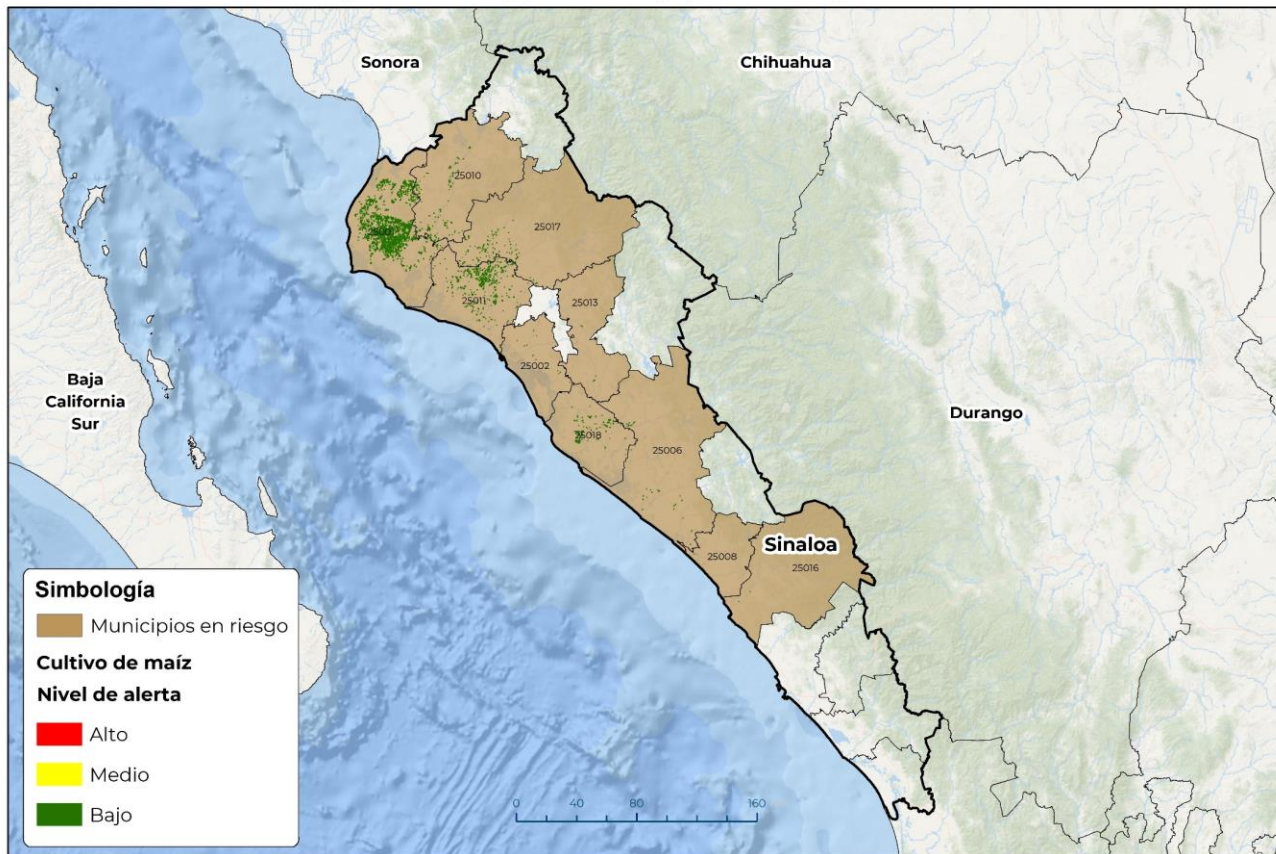 Sonora
Chihuahua
25010
25017
25011
25013
25002
Baja
California
Sur
Durango
25018
25006
Sinaloa
25008
25016
Simbología
Municipios en riesgo
Cultivo de maíz
Nivel de alerta
Alto
Medio
Bajo
0 40 80 160